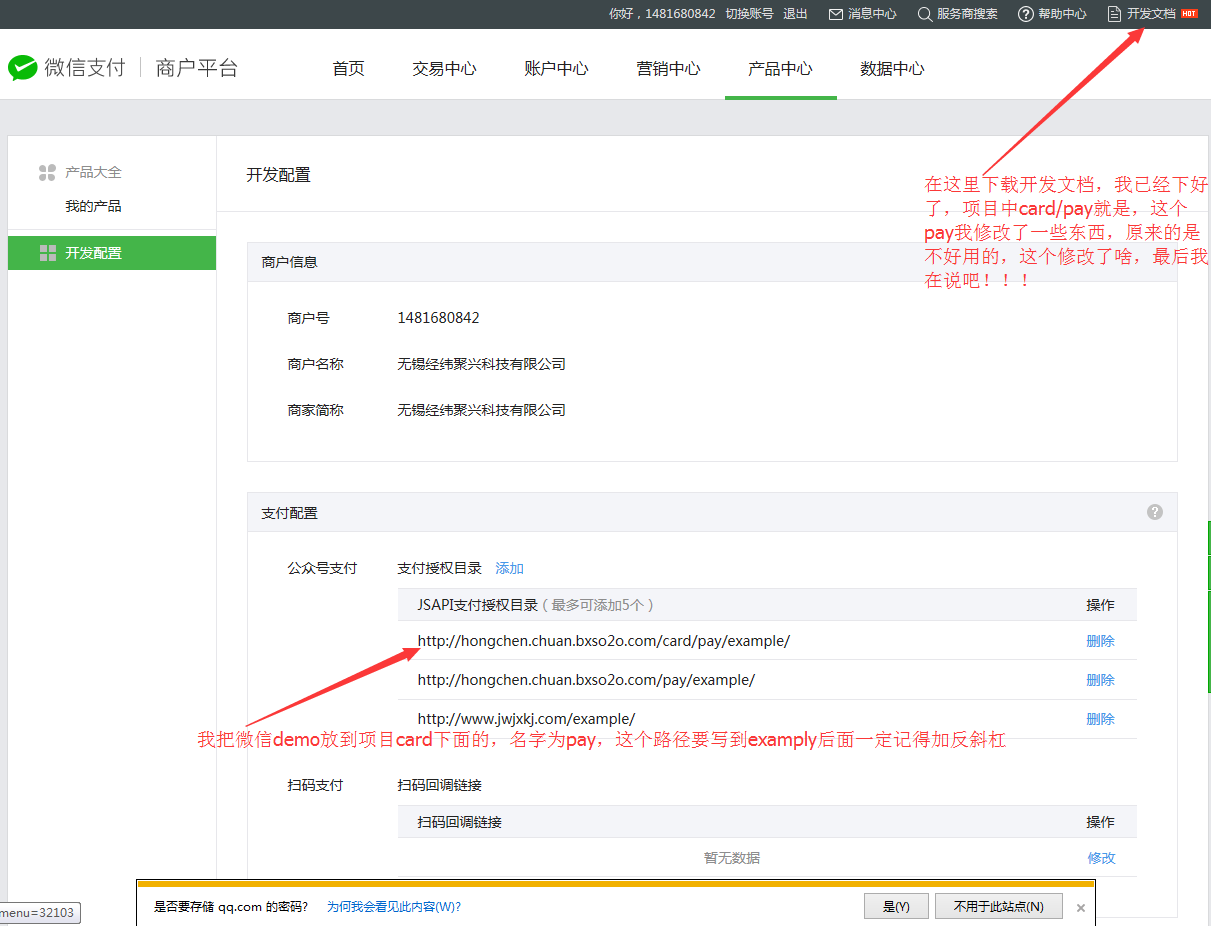 你好，1481680842 切换账号 退出 消息中心 服务商搜索 帮助中心 开发文档 HOT
微信支付 商户平台 首页 交易中心 账户中心 营销中心 产品中心 数据中心
产品大全
我的产品
开发配置
开发配置
在这里下载开发文档，我已经下好
了，项目中card/pay就是，这个
pay我修改了一些东西，原来的是
不好用的，这个修改了啥，最后我
在说吧！！！
商户信息
商户号 1481680842
商户名称 无锡经纬聚兴科技有限公司
商家简称 无锡经纬聚兴科技有限公司
支付配置 ?
公众号支付 支付授权目录 添加
JSAPI支付授权目录（最多可添加5个） 操作
http://hongchen.chuan.bxso2o.com/card/pay/example/ 删除
http://hongchen.chuan.bxso2o.com/pay/example/ 删除
http://www.jwjxkj.com/example/ 删除
我把微信demo放到项目card下面的，名字为pay，这个路径要写到examply后面一定记得加反斜杠
扫码支付 扫码回调链接
扫码回调链接 操作
暂无数据 修改
是否要存储 qq.com 的密码? 为何我会看见此内容(W)? 是(Y) 不用于此站点(N) ×
menu=32103